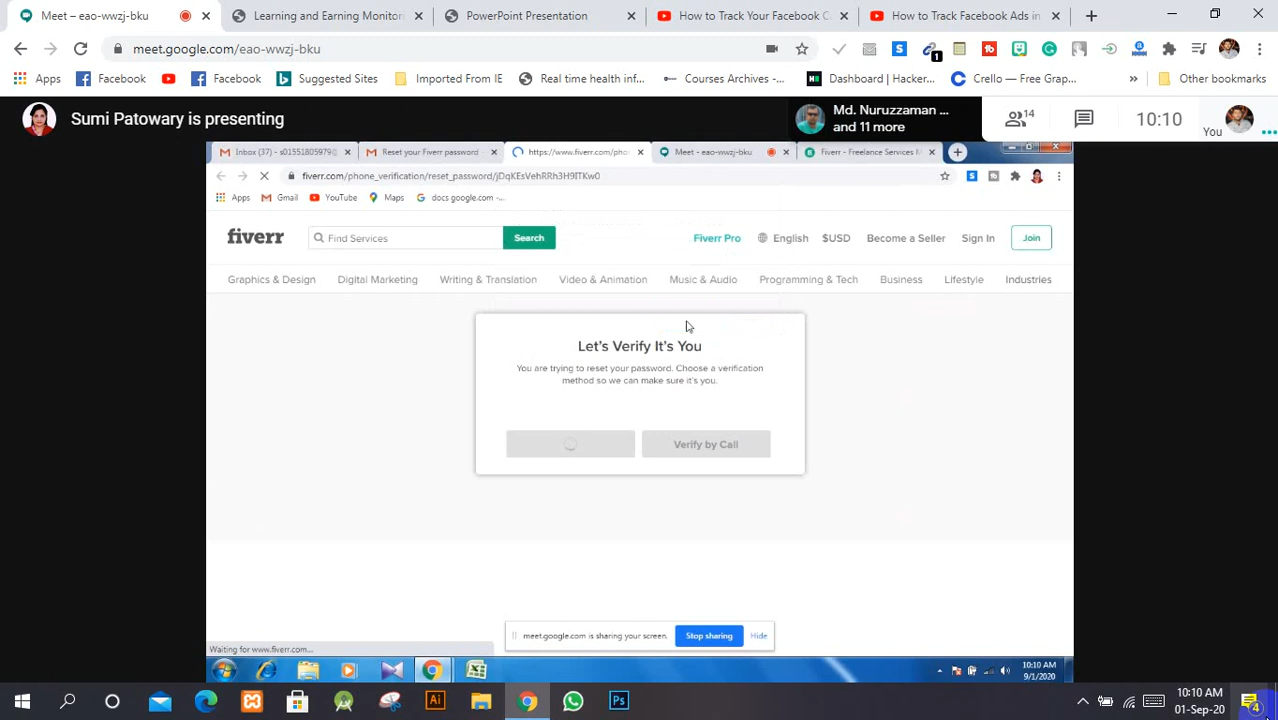 Meet – eao-wwzj-bku
Learning and Earning Monitori
PowerPoint Presentation
How to Track Your Facebook C
How to Track Facebook Ads in
meet.google.com/eao-wwzj-bku
1
Apps
Facebook
Facebook
Suggested Sites
Imported From IE
Real time health inf...
Courses Archives -...
Dashboard | Hacker...
Crello — Free Grap...
»
Other bookmarks
Sumi Patowary is presenting
Md. Nuruzzaman ...
and 11 more
14
10:10
You
Inbox (37) - s01551805979@
Reset your Fiverr password
https://www.fiverr.com/pho
Meet - eao-wwzj-bku
Fiverr - Freelance Services M
fiverr.com/phone_verification/reset_password/jDqKEsVehRRh3H9ITKw0
Apps
Gmail
YouTube
Maps
docs google.com -...
fiverr
Find Services
Search
Fiverr Pro
English
$USD
Become a Seller
Sign In
Join
Graphics & Design
Digital Marketing
Writing & Translation
Video & Animation
Music & Audio
Programming & Tech
Business
Lifestyle
Industries
Let's Verify It's You
You are trying to reset your password. Choose a verification
method so we can make sure it's you.
Verify by Call
meet.google.com is sharing your screen.
Stop sharing
Hide
Waiting for www.fiverr.com...
10:10 AM
9/1/2020
Ai
Ps
10:10 AM
01-Sep-20
4